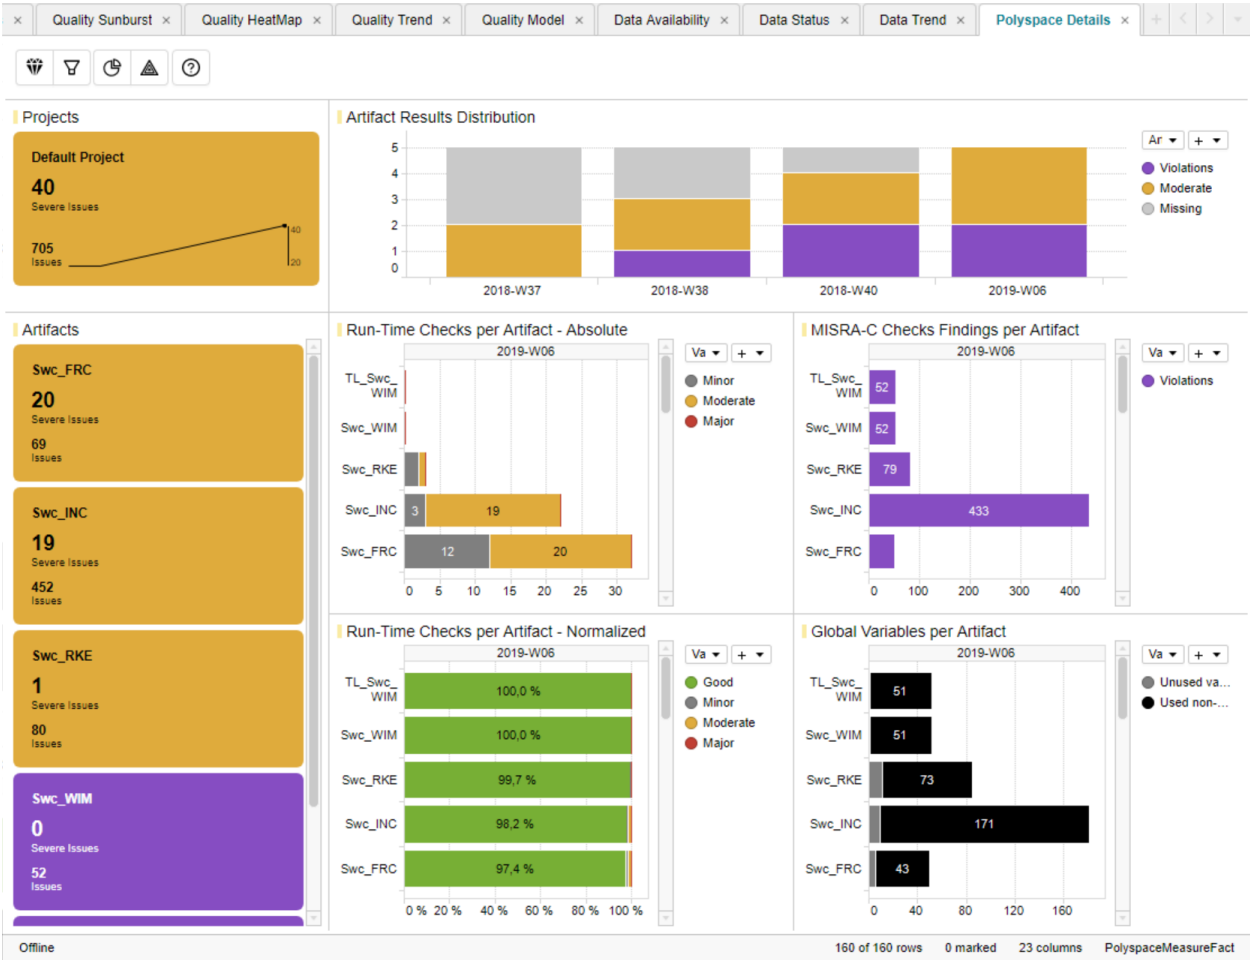 Quality Sunburst × Quality HeatMap × Quality Trend × Quality Model × Data Availability × Data Status × Data Trend × Polyspace Details ×
Projects
Default Project
40
Severe Issues
705
Issues
40
20
Artifact Results Distribution
5
4
3
2
1
0
2018-W37 2018-W38 2018-W40 2019-W06
Ar +
Violations
Moderate
Missing
Artifacts
Swc_FRC
20
Severe Issues
69
Issues
Swc_INC
19
Severe Issues
452
Issues
Swc_RKE
1
Severe Issues
80
Issues
Swc_WIM
0
Severe Issues
52
Issues
Run-Time Checks per Artifact - Absolute
2019-W06
TL_Swc_
WIM
Swc_WIM
Swc_RKE
Swc_INC 3 19
Swc_FRC 12 20
0 5 10 15 20 25 30
Va +
Minor
Moderate
Major
MISRA-C Checks Findings per Artifact
2019-W06
TL_Swc_
WIM 52
Swc_WIM 52
Swc_RKE 79
Swc_INC 433
Swc_FRC
0 100 200 300 400
Va +
Violations
Run-Time Checks per Artifact - Normalized
2019-W06
TL_Swc_
WIM 100,0 %
Swc_WIM 100,0 %
Swc_RKE 99,7 %
Swc_INC 98,2 %
Swc_FRC 97,4 %
0 % 20 % 40 % 60 % 80 % 100 %
Va +
Good
Minor
Moderate
Major
Global Variables per Artifact
2019-W06
TL_Swc_
WIM 51
Swc_WIM 51
Swc_RKE 73
Swc_INC 171
Swc_FRC 43
0 40 80 120 160
Va +
Unused va...
Used non-...
Offline 160 of 160 rows 0 marked 23 columns PolyspaceMeasureFact